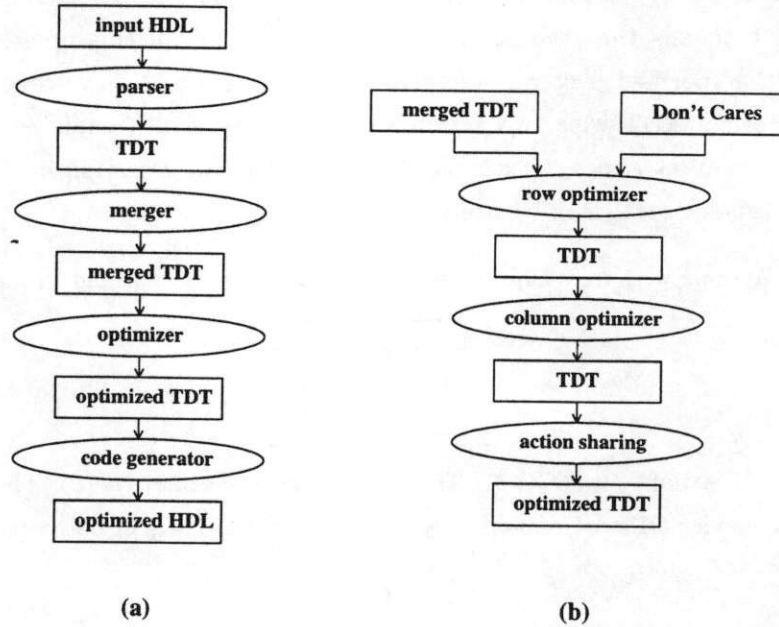 input HDL
parser
TDT
merger
merged TDT
optimizer
optimized TDT
code generator
optimized HDL
(a)
merged TDT
Don't Cares
row optimizer
TDT
column optimizer
TDT
action sharing
optimized TDT
(b)